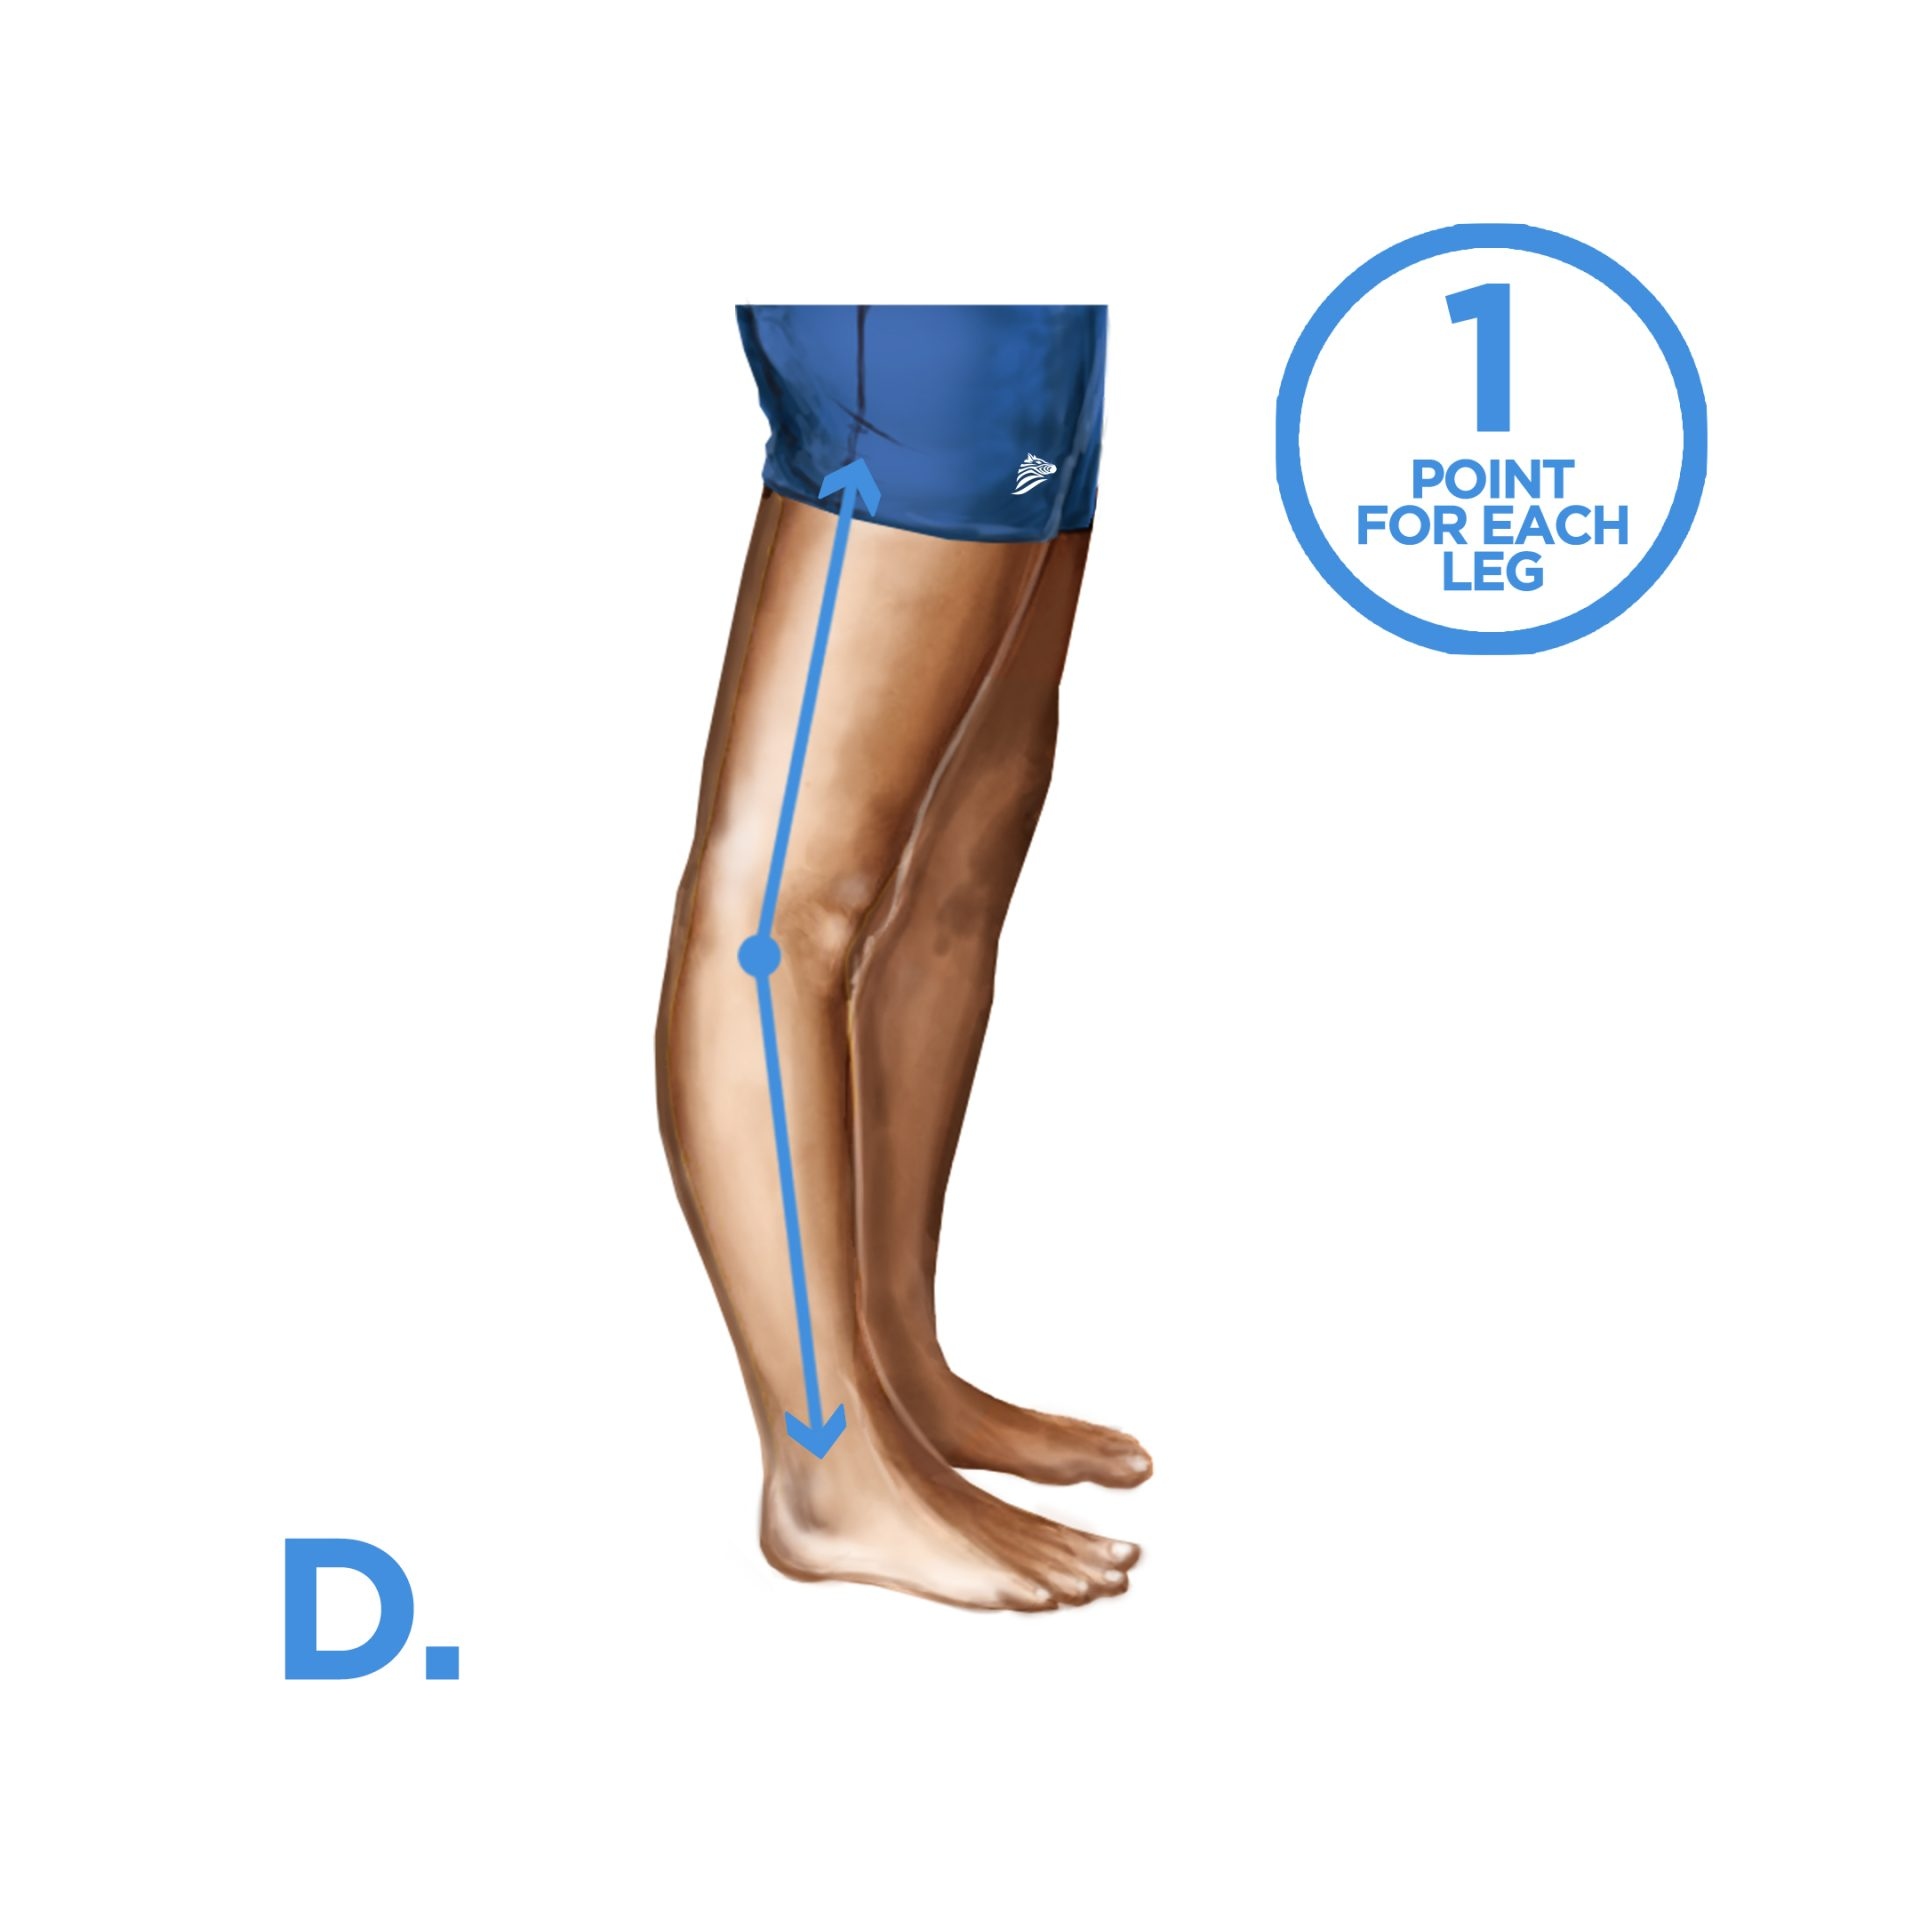 1
POINT
FOR EACH
LEG
D.